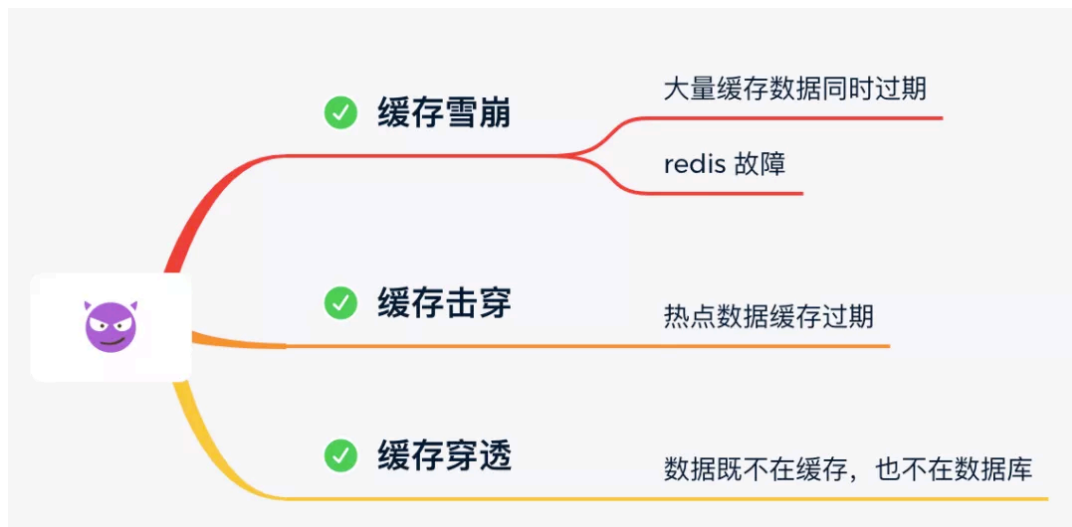 缓存雪崩
大量缓存数据同时过期
redis 故障
缓存击穿
热点数据缓存过期
缓存穿透
数据既不在缓存，也不在数据库